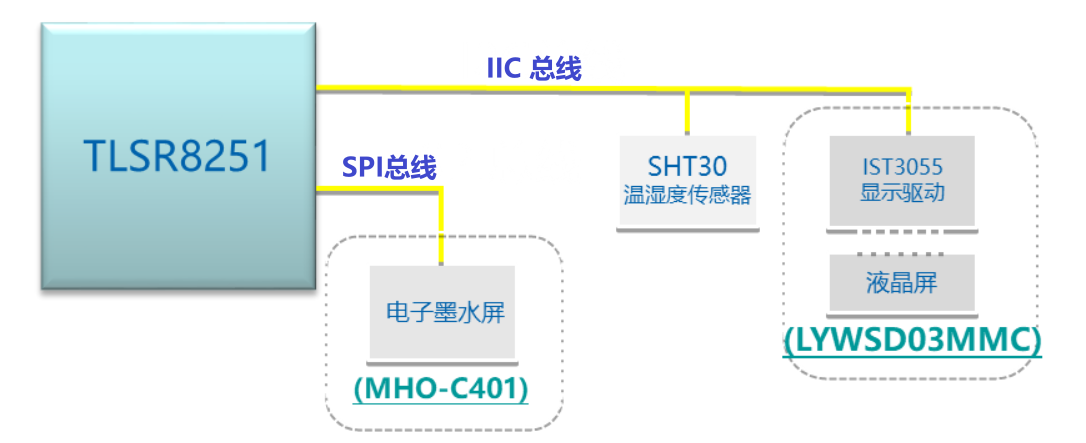 IIC 总线
TLSR8251
SPI总线
SHT30
温湿度传感器
IST3055
显示驱动
液晶屏
(LYWSD03MMC)
电子墨水屏
(MHO-C401)